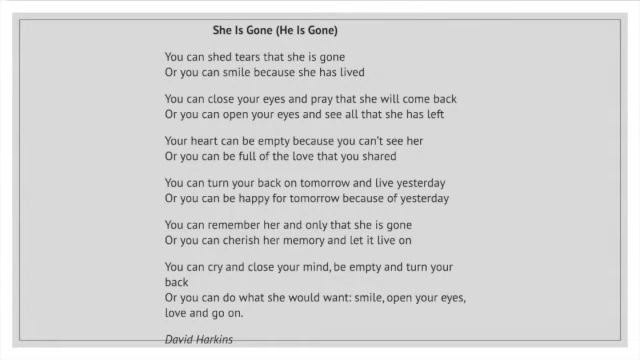 She Is Gone (He Is Gone)
You can shed tears that she is gone
Or you can smile because she has lived
You can close your eyes and pray that she will come back
Or you can open your eyes and see all that she has left
Your heart can be empty because you can't see her
Or you can be full of the love that you shared
You can turn your back on tomorrow and live yesterday
Or you can be happy for tomorrow because of yesterday
You can remember her and only that she is gone
Or you can cherish her memory and let it live on
You can cry and close your mind, be empty and turn your
back
Or you can do what she would want: smile, open your eyes,
love and go on.
David Harkins